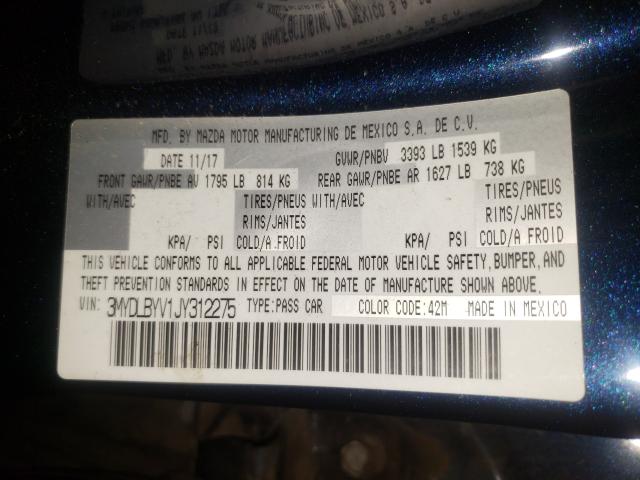 MFD. BY MAZDA MOTOR MANUFACTURING DE MEXICO S.A. DE C.V.
DATE 11/17 GVWR/PNBV 3393 LB 1539 KG
FRONT GAWR/PNBE AV 1795 LB 814 KG REAR GAWR/PNBE AR 1627 LB 738 KG
WITH/AVEC TIRES/PNEUS WITH/AVEC TIRES/PNEUS
RIMS/JANTES RIMS/JANTES
KPA/ PSI COLD/A FROID KPA/ PSI COLD/A FROID
THIS VEHICLE CONFORMS TO ALL APPLICABLE FEDERAL MOTOR VEHICLE SAFETY, BUMPER, AND
THEFT PREVENTION STANDARDS IN EFFECT ON THE DATE OF MANUFACTURE SHOWN ABOVE.
VIN: 3MYDLBYV1JY312275 TYPE:PASS CAR COLOR CODE:42M MADE IN MEXICO